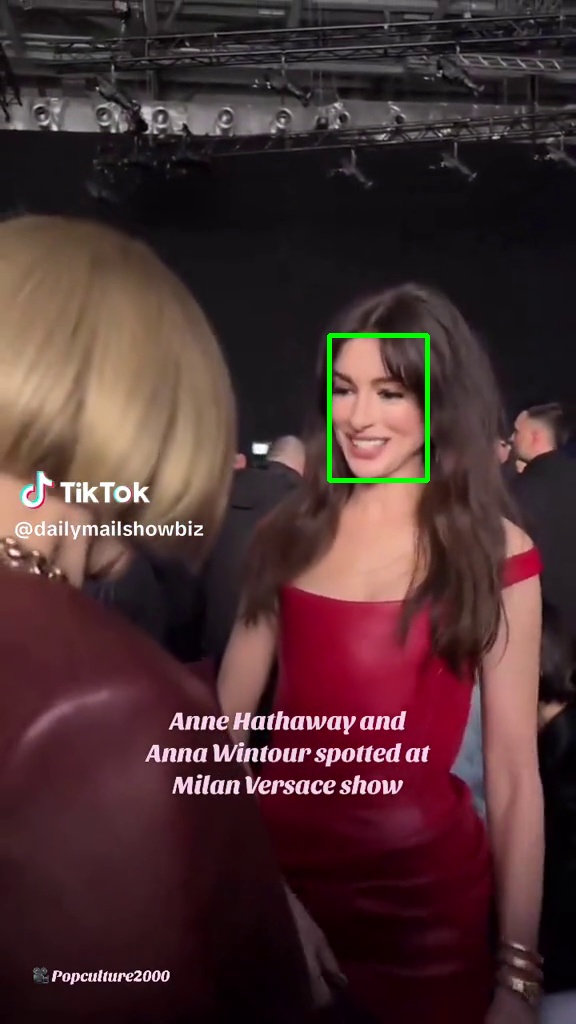 TikTok
@dailymailshowbiz
Anne Hathaway and
Anna Wintour spotted at
Milan Versace show
Popculture2000